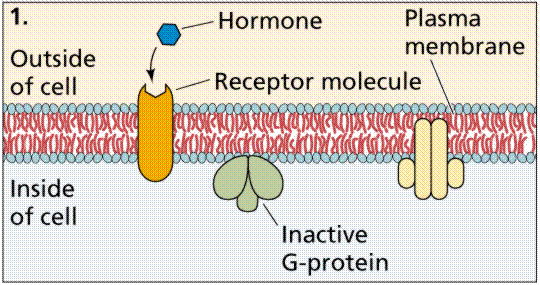 1.
Hormone
Plasma
membrane
Outside
of cell
Receptor molecule
Inside
of cell
Inactive
G-protein